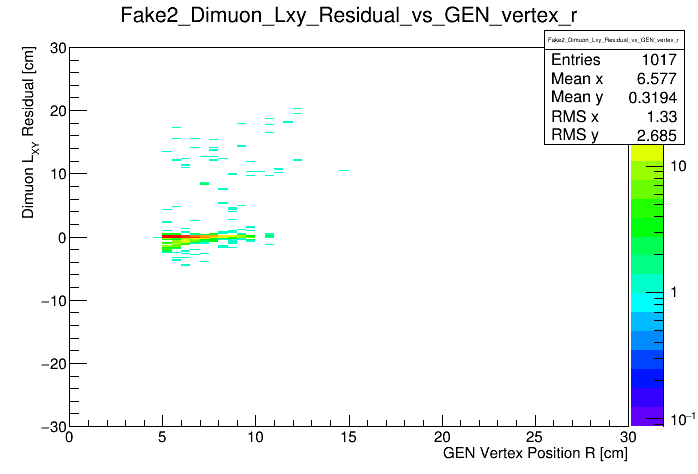 Fake2_Dimuon_Lxy_Residual_vs_GEN_vertex_r
Fake2_Dimuon_Lxy_Residual_vs_GEN_vertex_r
Entries 1017
Mean x 6.577
Mean y 0.3194
RMS x 1.33
RMS y 2.685
Dimuon L_XY Residual [cm]
30
20
10
0
−10
−20
−30
0 5 10 15 20 25 30
GEN Vertex Position R [cm]
10
1
10⁻¹